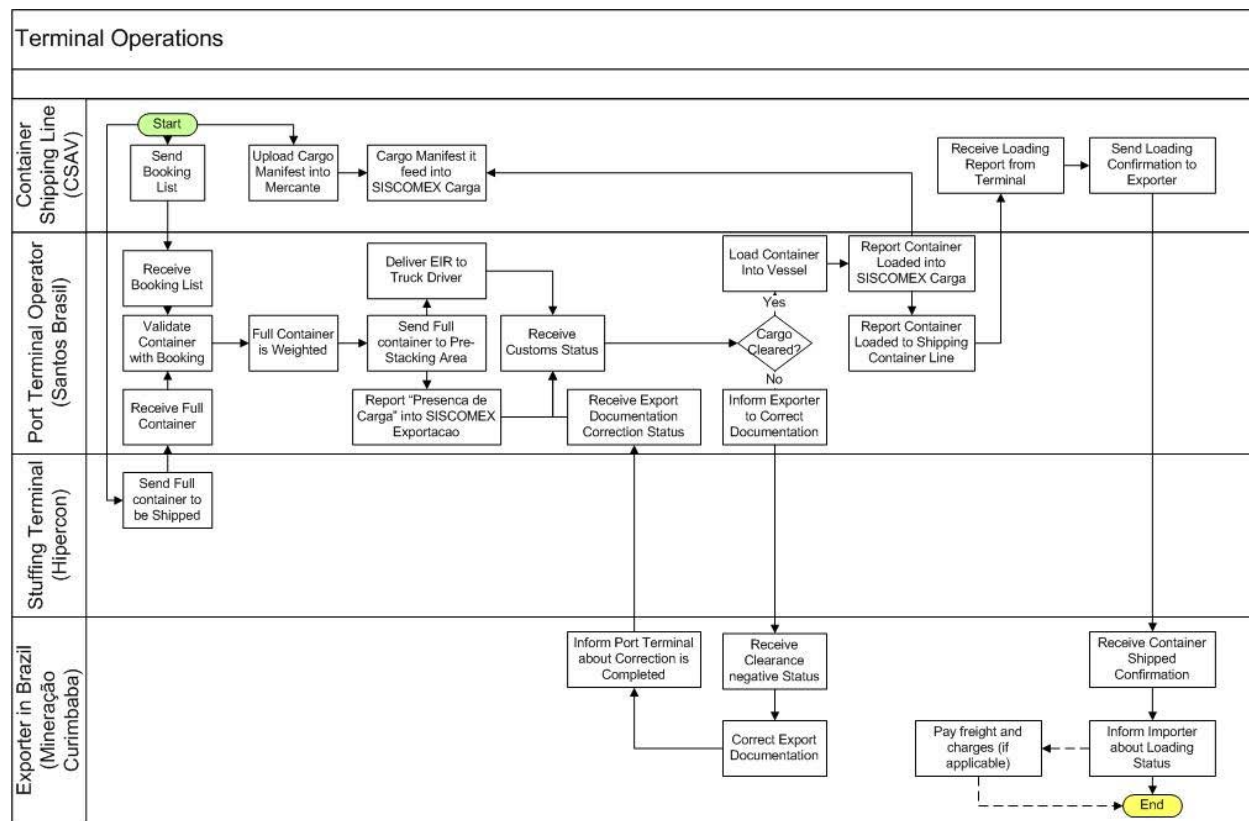 Terminal Operations
Container
Shipping Line
(CSAV)
Start
Send
Booking
List
Upload Cargo
Manifest into
Mercante
Cargo Manifest it
feed into
SISCOMEX Carga
Receive Loading
Report from
Terminal
Send Loading
Confirmation to
Exporter
Port Terminal Operator
(Santos Brasil)
Receive
Booking List
Deliver EIR to
Truck Driver
Load Container
Into Vessel
Report Container
Loaded into
SISCOMEX Carga
Yes
Validate
Container
with Booking
Full Container
is Weighted
Send Full
container to Pre-
Stacking Area
Receive
Customs Status
Cargo
Cleared?
Report Container
Loaded to Shipping
Container Line
No
Receive Full
Container
Report “Presenca de
Carga” into SISCOMEX
Exportacao
Receive Export
Documentation
Correction Status
Inform Exporter
to Correct
Documentation
Stuffing Terminal
(Hipercon)
Send Full
container to
be Shipped
Exporter in Brazil
(Mineração
Curimbaba)
Inform Port Terminal
about Correction is
Completed
Receive
Clearance
negative Status
Receive Container
Shipped
Confirmation
Correct Export
Documentation
Pay freight and
charges (if
applicable)
Inform Importer
about Loading
Status
End